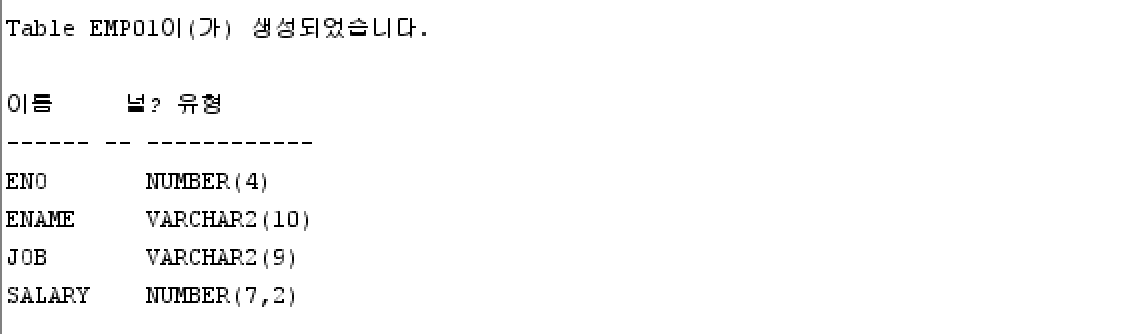 Table EMP01이(가) 생성되었습니다.
이름 널? 유형
------ -- ------------
ENO NUMBER(4)
ENAME VARCHAR2(10)
JOB VARCHAR2(9)
SALARY NUMBER(7,2)